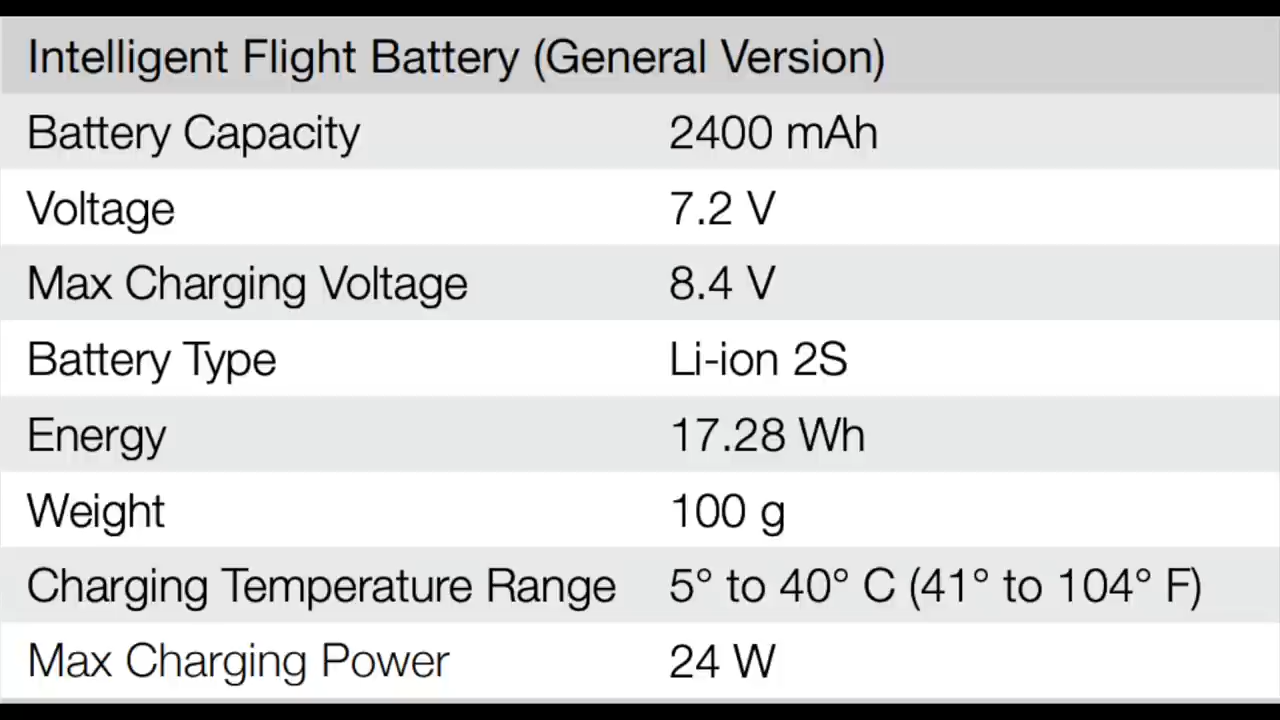 Intelligent Flight Battery (General Version)
Battery Capacity 2400 mAh
Voltage 7.2 V
Max Charging Voltage 8.4 V
Battery Type Li-ion 2S
Energy 17.28 Wh
Weight 100 g
Charging Temperature Range 5° to 40° C (41° to 104° F)
Max Charging Power 24 W